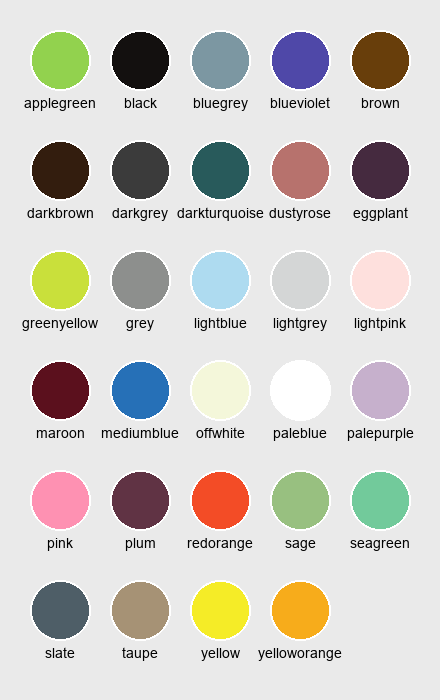 applegreen black bluegrey blueviolet brown
darkbrown darkgrey darkturquoise dustyrose eggplant
greenyellow grey lightblue lightgrey lightpink
maroon mediumblue offwhite paleblue palepurple
pink plum redorange sage seagreen
slate taupe yellow yelloworange